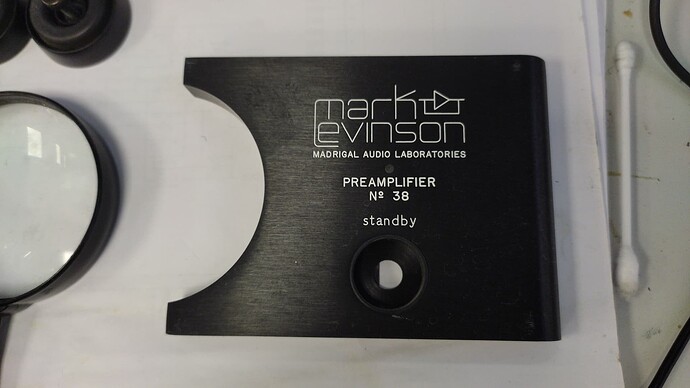 mark
Levinson
MADRIGAL AUDIO LABORATORIES
PREAMPLIFIER
Nº 38
standby